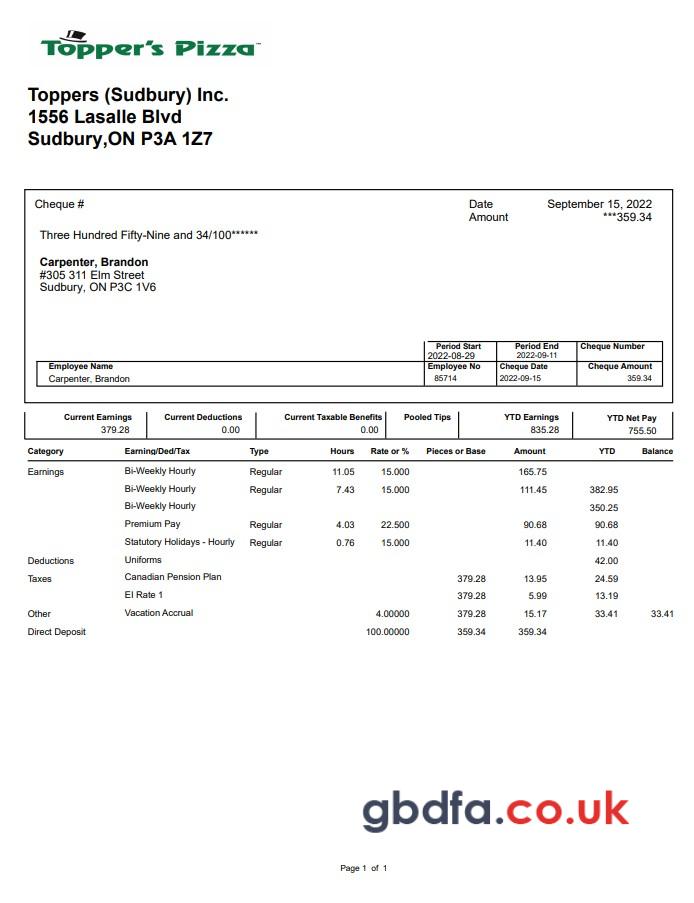 Topper's Pizza™
Toppers (Sudbury) Inc.
1556 Lasalle Blvd
Sudbury,ON P3A 1Z7
Cheque # Date September 15, 2022
Amount ***359.34
Three Hundred Fifty-Nine and 34/100******
Carpenter, Brandon
#305 311 Elm Street
Sudbury, ON P3C 1V6
Period Start Period End Cheque Number
2022-08-29 2022-09-11
Employee Name Employee No Cheque Date Cheque Amount
Carpenter, Brandon 85714 2022-09-15 359.34
Current Earnings Current Deductions Current Taxable Benefits Pooled Tips YTD Earnings YTD Net Pay
379.28 0.00 0.00 835.28 755.50
Category Earning/Ded/Tax Type Hours Rate or % Pieces or Base Amount YTD Balance
Earnings Bi-Weekly Hourly Regular 11.05 15.000 165.75
Bi-Weekly Hourly Regular 7.43 15.000 111.45 382.95
Bi-Weekly Hourly 350.25
Premium Pay Regular 4.03 22.500 90.68 90.68
Statutory Holidays - Hourly Regular 0.76 15.000 11.40 11.40
Deductions Uniforms 42.00
Taxes Canadian Pension Plan 379.28 13.95 24.59
EI Rate 1 379.28 5.99 13.19
Other Vacation Accrual 4.00000 379.28 15.17 33.41 33.41
Direct Deposit 100.00000 359.34 359.34
gbdfa.co.uk
Page 1 of 1